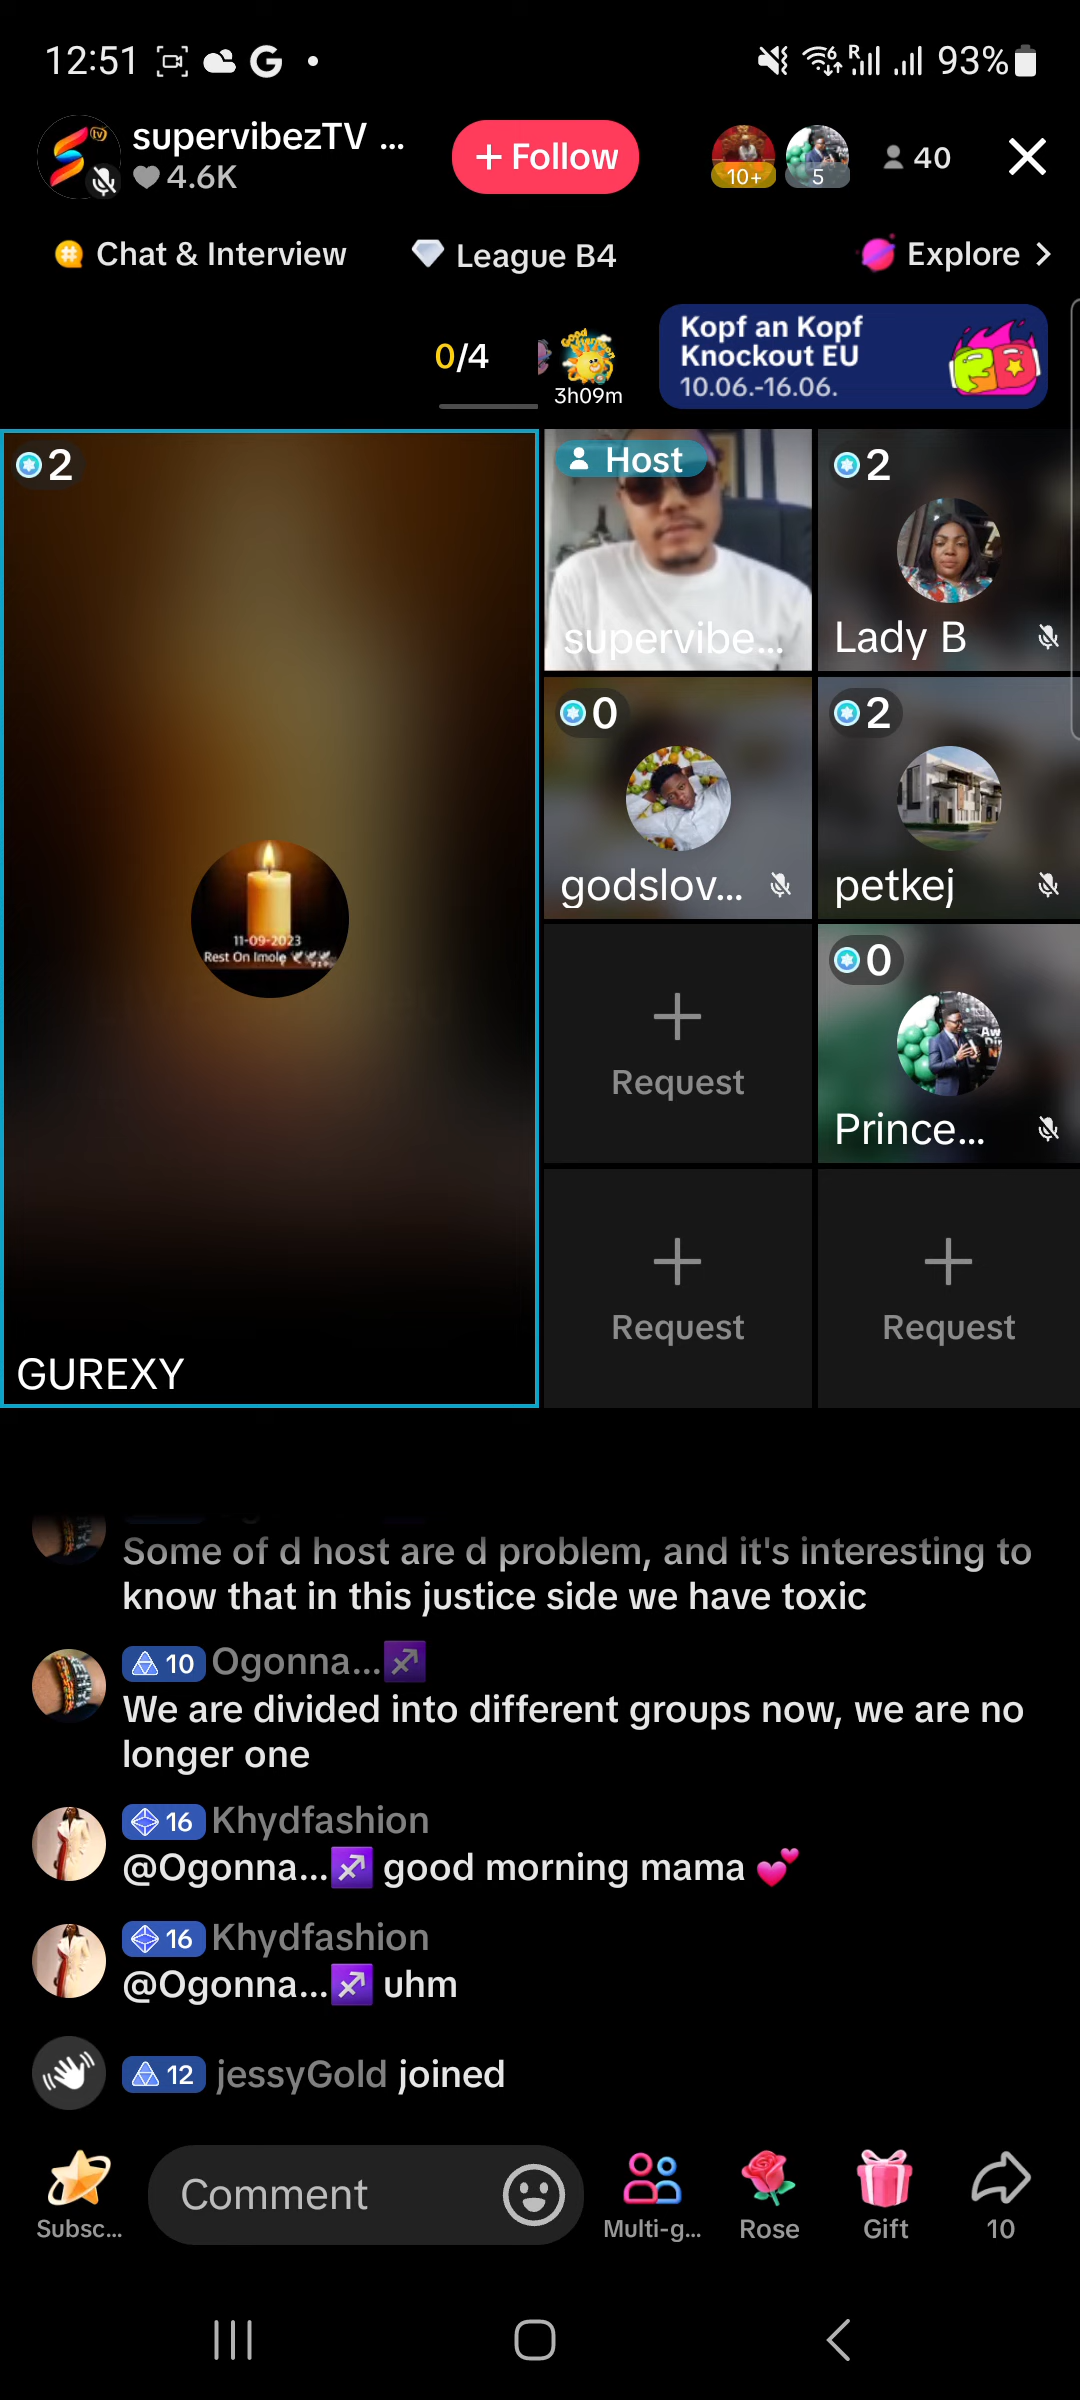 12:51
93%
supervibezTV ...
4.6K
+ Follow
10+
5
40
Chat & Interview
League B4
Explore
0/4
3h09m
Kopf an Kopf
Knockout EU
10.06.-16.06.
2
11-09-2023
Rest On Imolę
GUREXY
Host
supervibe...
2
Lady B
0
godslov...
2
petkej
Request
0
Prince...
Request
Request
Some of d host are d problem, and it's interesting to
know that in this justice side we have toxic
10 Ogonna...♐
We are divided into different groups now, we are no
longer one
16 Khydfashion
@Ogonna...♐ good morning mama 💕
16 Khydfashion
@Ogonna...♐ uhm
12 jessyGold joined
Comment
Subsc...
Multi-g...
Rose
Gift
10